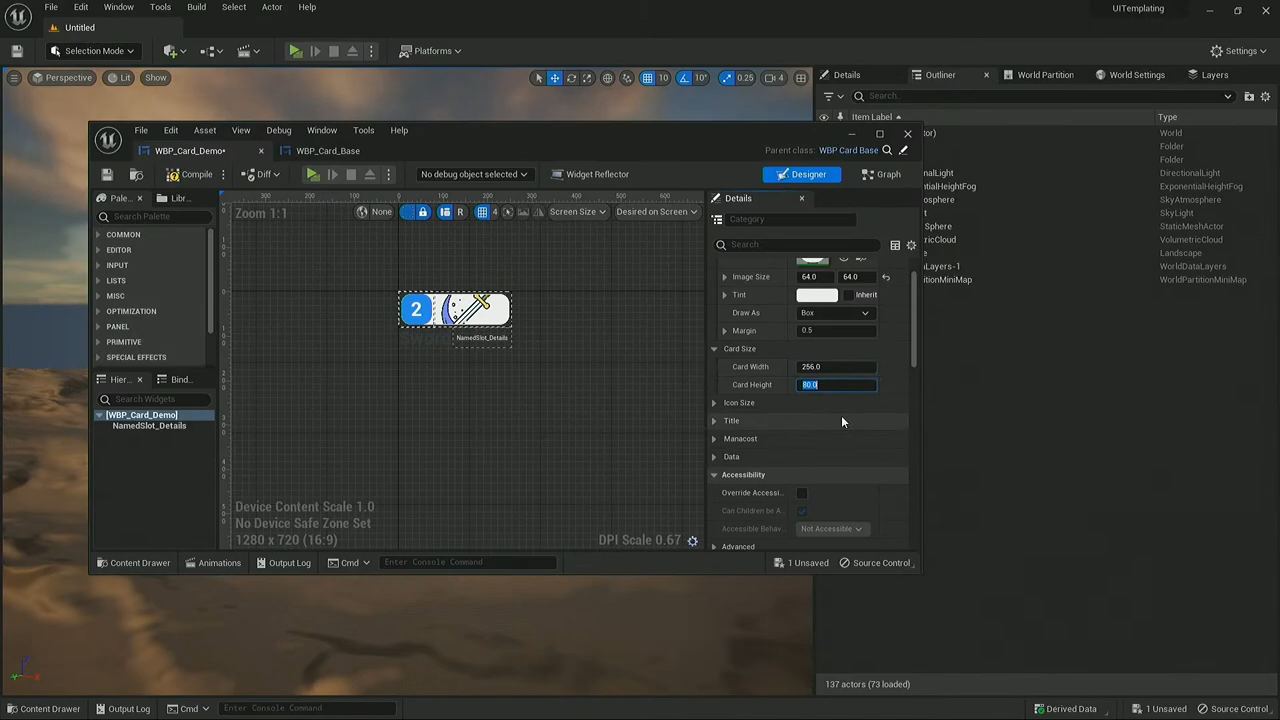 File Edit Window Tools Build Select Actor Help
UITemplating
Untitled
Selection Mode
Platforms
Settings
Perspective Lit Show
10 10° 0.25 4
Details Outliner World Partition World Settings Layers
Search...
Item Label Type
World
Folder
Folder
DirectionalLight
ExponentialHeightFog
SkyAtmosphere
SkyLight
Sphere StaticMeshActor
VolumetricCloud
Landscape
Layers-1 WorldDataLayers
WorldPartitionMiniMap
137 actors (73 loaded)
File Edit Asset View Debug Window Tools Help
WBP_Card_Demo* WBP_Card_Base
Parent class: WBP Card Base
Compile Diff No debug object selected Widget Reflector Designer Graph
Search Palette
COMMON
EDITOR
INPUT
LISTS
MISC
OPTIMIZATION
PANEL
PRIMITIVE
SPECIAL EFFECTS
Search Widgets
[WBP_Card_Demo]
NamedSlot_Details
Zoom 1:1
None R 4 Screen Size Desired on Screen
2
NamedSlot_Details
Device Content Scale 1.0
No Device Safe Zone Set
1280 x 720 (16:9)
DPI Scale 0.67
Details
Category
Search
Image Size 64.0 64.0
Tint Inherit
Draw As Box
Margin 0.5
Card Size
Card Width 256.0
Card Height 80.0
Icon Size
Title
Manacost
Data
Accessibility
Override Accessi..
Can Children be A..
Accessible Behav.. Not Accessible
Advanced
Content Drawer Animations Output Log Cmd Enter Console Command 1 Unsaved Source Control
Content Drawer Output Log Cmd Enter Console Command Derived Data 1 Unsaved Source Control